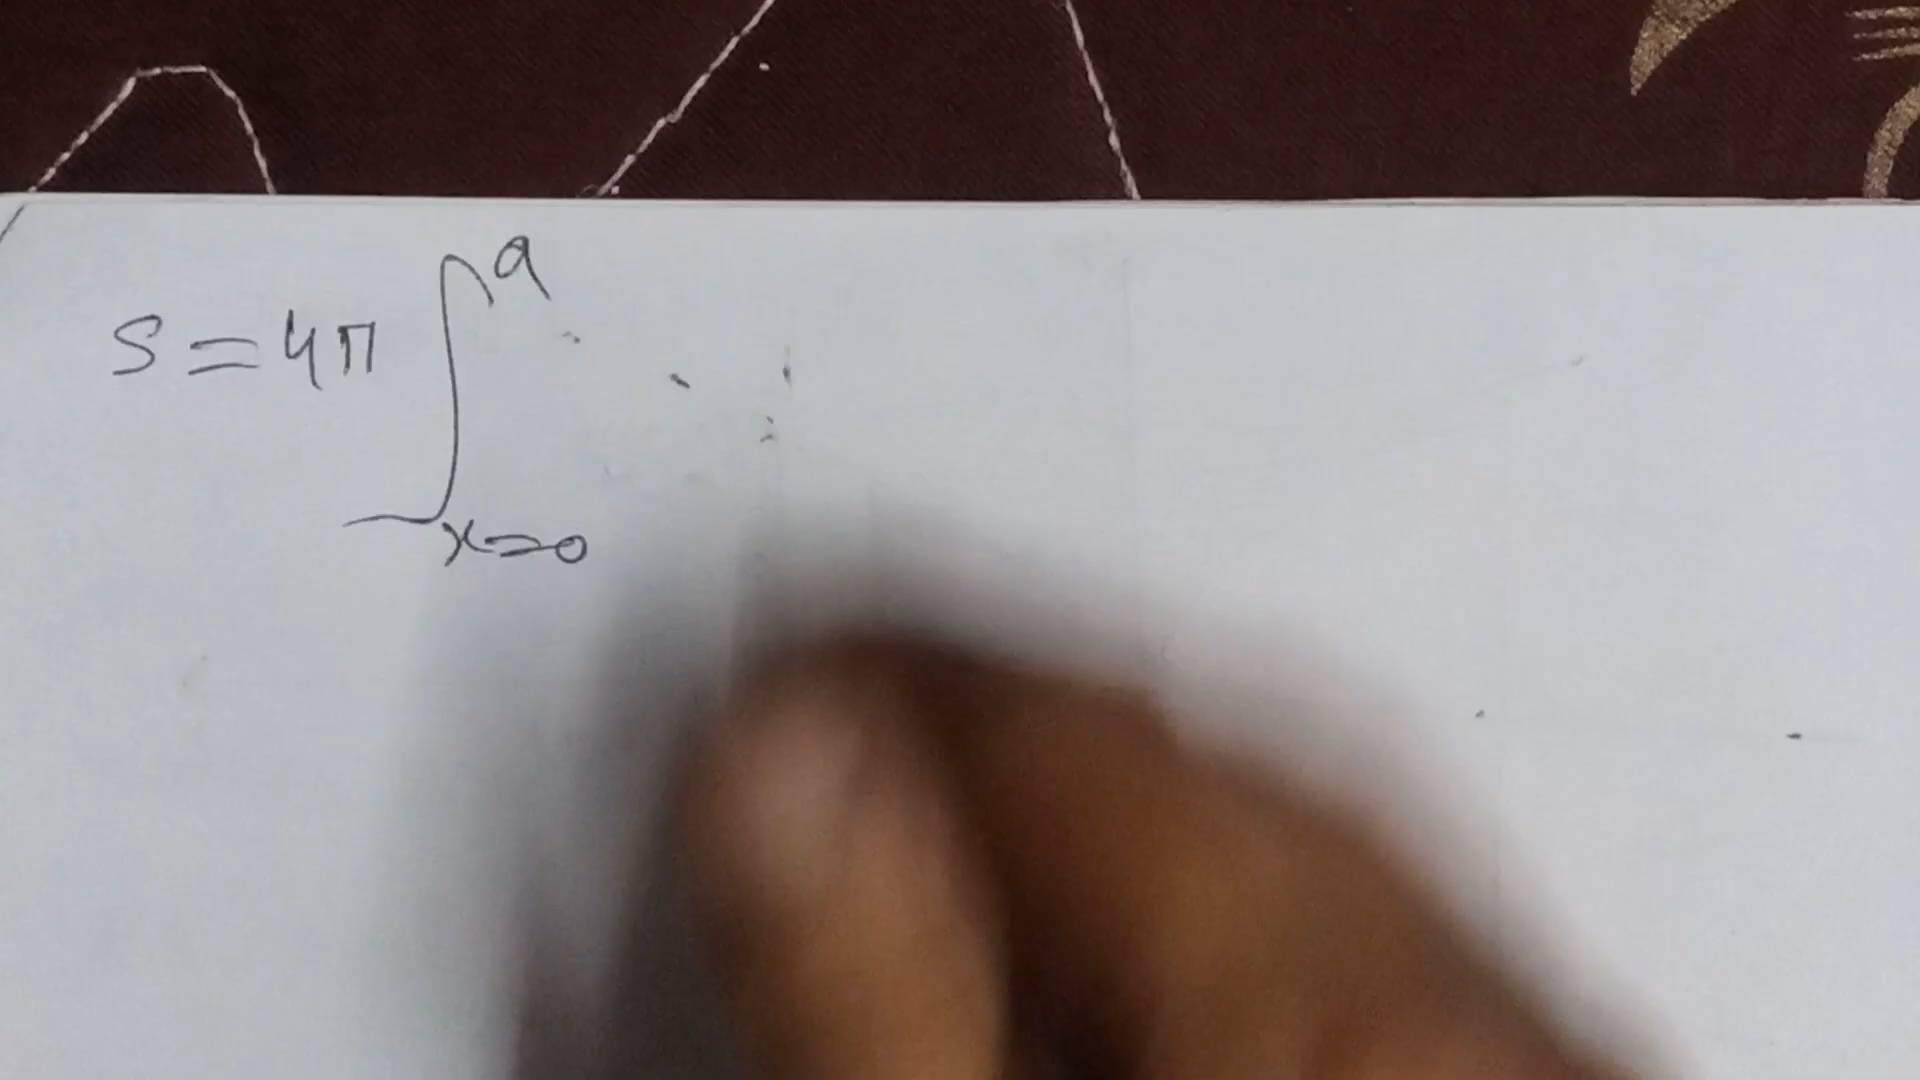 S = 4π ∫_{x=0}^{a}